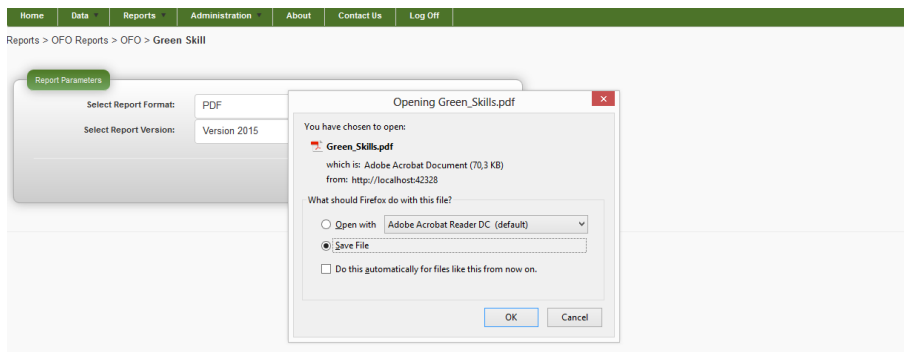 Home Data Reports Administration About Contact Us Log Off
Reports > OFO Reports > OFO > Green Skill
Report Parameters
Select Report Format: PDF
Select Report Version: Version 2015
Opening Green_Skills.pdf
You have chosen to open:
Green_Skills.pdf
which is: Adobe Acrobat Document (70,3 KB)
from: http://localhost:42328
What should Firefox do with this file?
Open with Adobe Acrobat Reader DC (default)
Save File
Do this automatically for files like this from now on.
OK Cancel